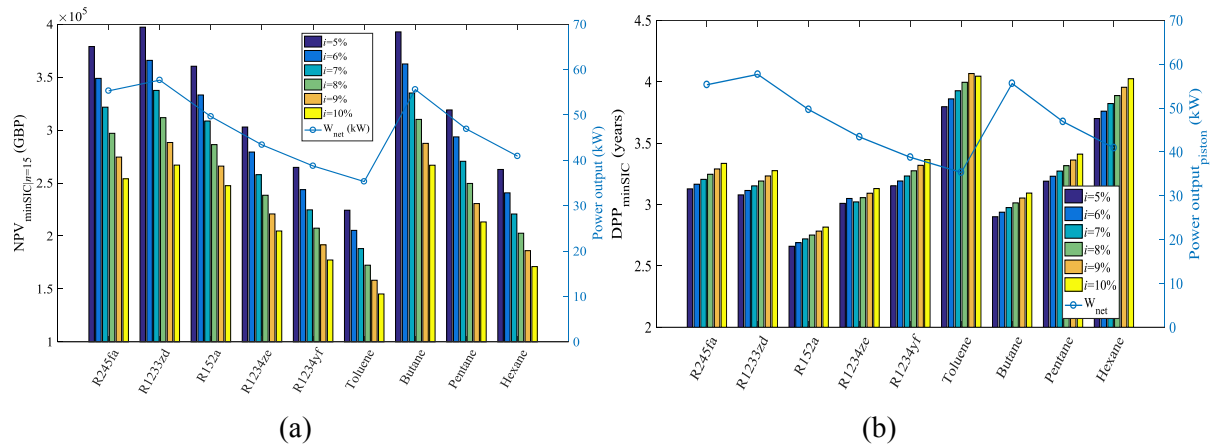 ×10⁵
4
3.5
3
2.5
2
1.5
1
NPV minSIC|n=15 (GBP)
70
60
50
40
30
20
10
0
Power output (kW)
i=5%
i=6%
i=7%
i=8%
i=9%
i=10%
W_net (kW)
R245fa
R1233zd
R152a
R1234ze
R1234yf
Toluene
Butane
Pentane
Hexane
(a)
4.5
4
3.5
3
2.5
2
DPP minSIC (years)
70
60
50
40
30
20
10
0
Power output piston (kW)
i=5%
i=6%
i=7%
i=8%
i=9%
i=10%
W_net
R245fa
R1233zd
R152a
R1234ze
R1234yf
Toluene
Butane
Pentane
Hexane
(b)